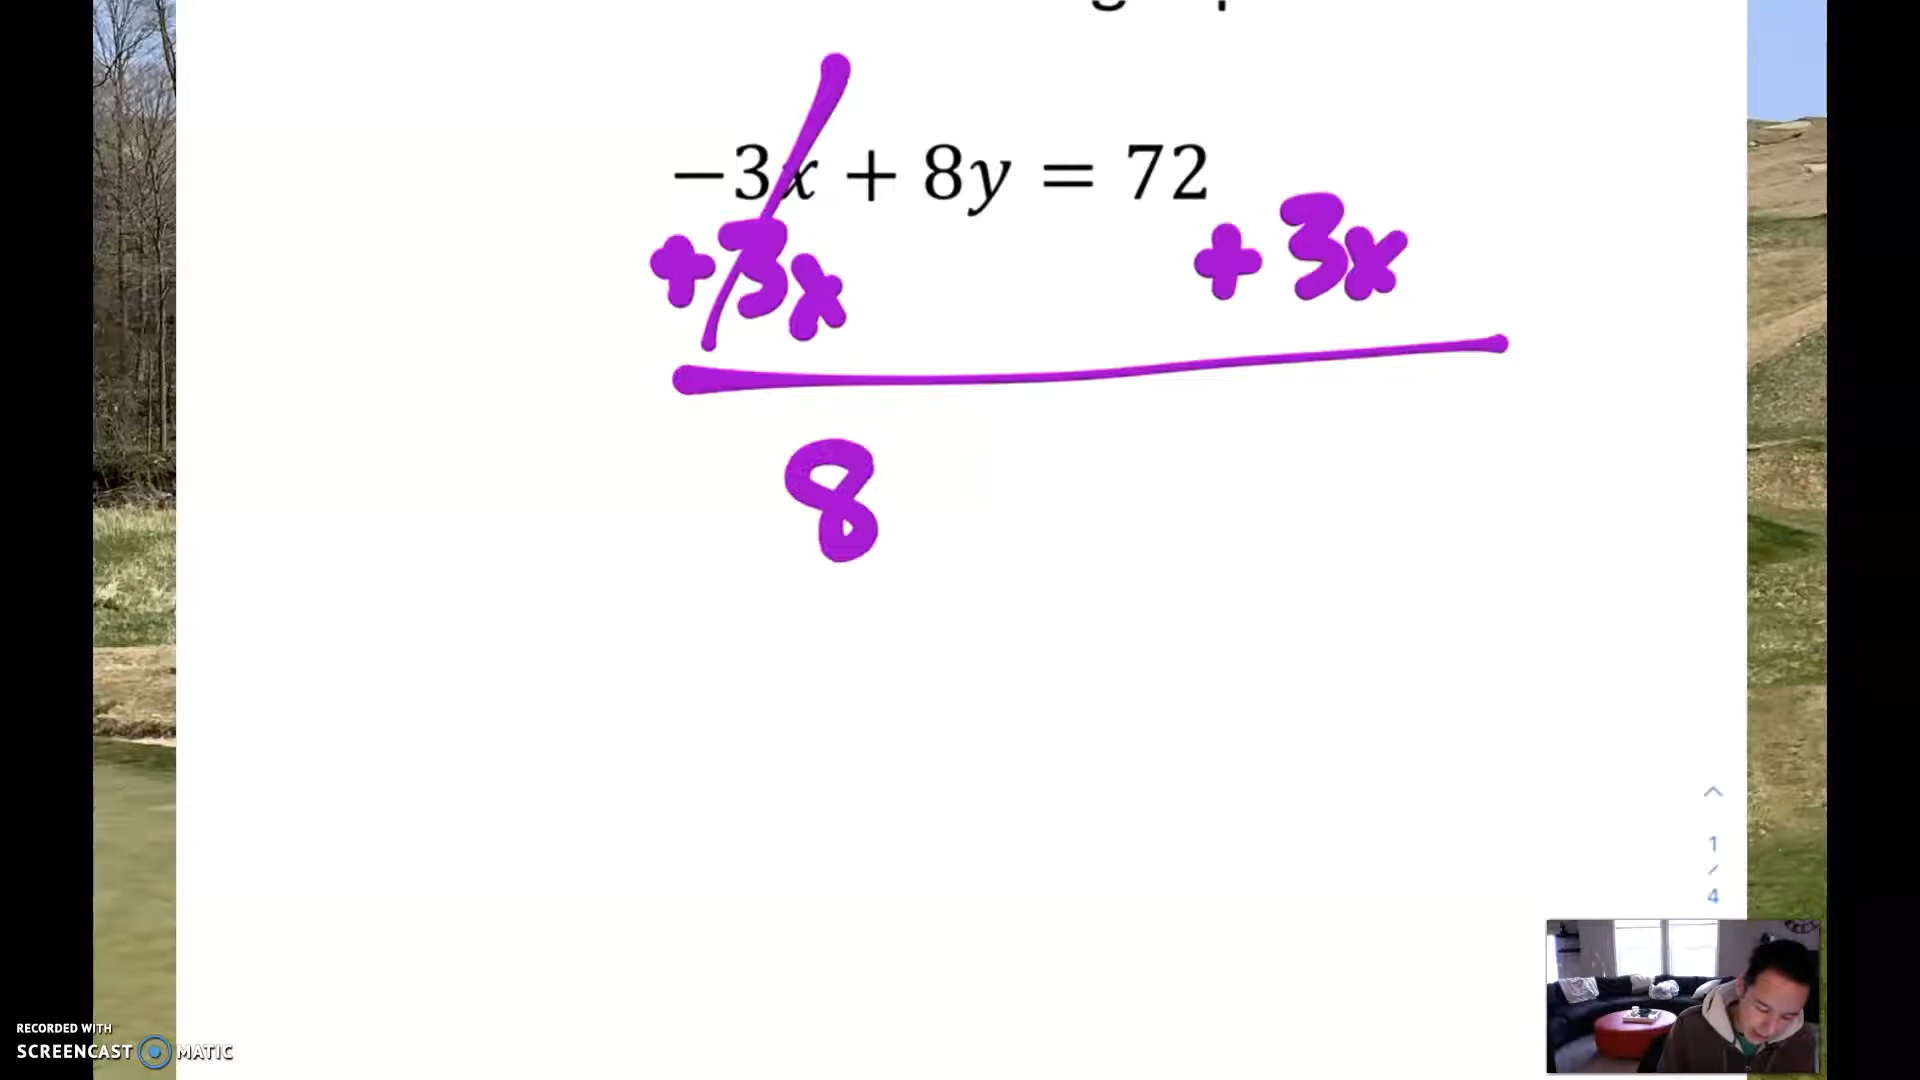 −3x + 8y = 72
+3x + 3x
8
1
/
4
RECORDED WITH
SCREENCAST MATIC